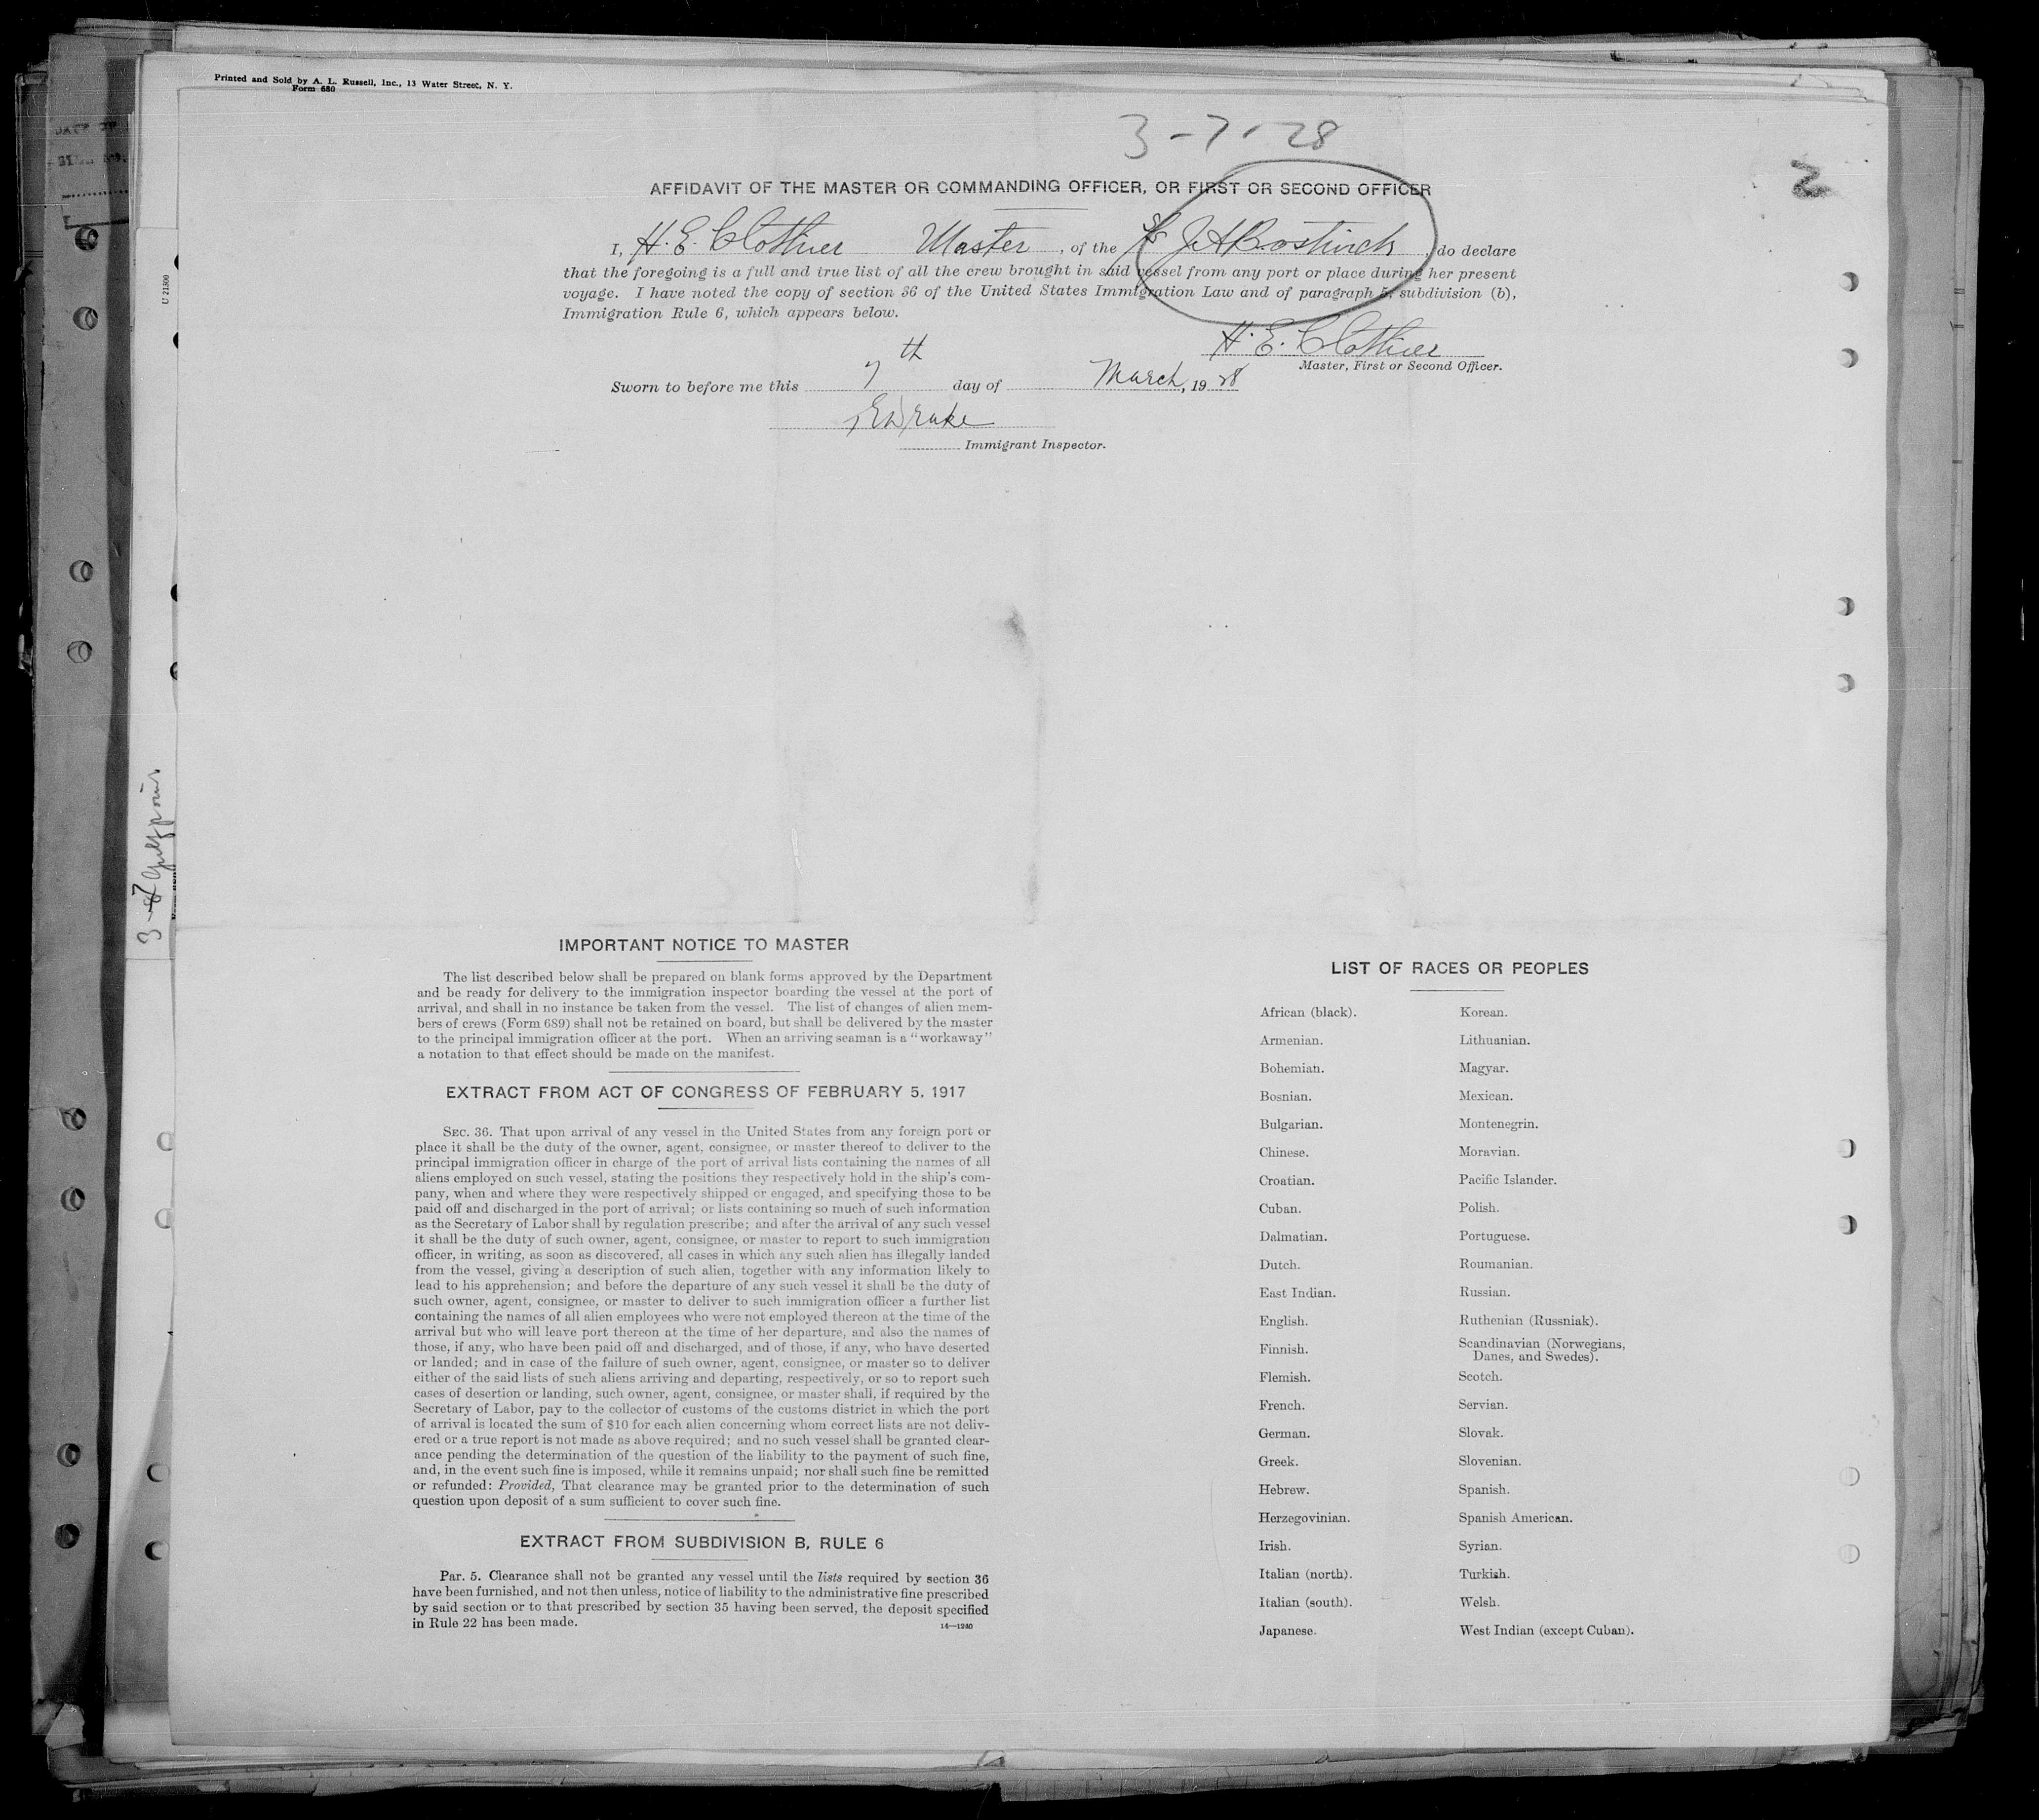 Printed and Sold by A. L. Russell, Inc., 13 Water Street, N. Y.
Form 680
3-7-28
2
AFFIDAVIT OF THE MASTER OR COMMANDING OFFICER, OR FIRST OR SECOND OFFICER
I, H. E. Clothier Master, of the J A Bostwick, do declare
that the foregoing is a full and true list of all the crew brought in said vessel from any port or place during her present
voyage. I have noted the copy of section 36 of the United States Immigration Law and of paragraph 5, subdivision (b),
Immigration Rule 6, which appears below.
H. E. Clothier
Master, First or Second Officer.
Sworn to before me this 7th day of March, 1928
Drake
Immigrant Inspector.
U 21300
IMPORTANT NOTICE TO MASTER
The list described below shall be prepared on blank forms approved by the Department
and be ready for delivery to the immigration inspector boarding the vessel at the port of
arrival, and shall in no instance be taken from the vessel. The list of changes of alien mem-
bers of crews (Form 689) shall not be retained on board, but shall be delivered by the master
to the principal immigration officer at the port. When an arriving seaman is a "workaway"
a notation to that effect should be made on the manifest.
EXTRACT FROM ACT OF CONGRESS OF FEBRUARY 5, 1917
SEC. 36. That upon arrival of any vessel in the United States from any foreign port or
place it shall be the duty of the owner, agent, consignee, or master thereof to deliver to the
principal immigration officer in charge of the port of arrival lists containing the names of all
aliens employed on such vessel, stating the positions they respectively hold in the ship's com-
pany, when and where they were respectively shipped or engaged, and specifying those to be
paid off and discharged in the port of arrival; or lists containing so much of such information
as the Secretary of Labor shall by regulation prescribe; and after the arrival of any such vessel
it shall be the duty of such owner, agent, consignee, or master to report to such immigration
officer, in writing, as soon as discovered, all cases in which any such alien has illegally landed
from the vessel, giving a description of such alien, together with any information likely to
lead to his apprehension; and before the departure of any such vessel it shall be the duty of
such owner, agent, consignee, or master to deliver to such immigration officer a further list
containing the names of all alien employees who were not employed thereon at the time of the
arrival but who will leave port thereon at the time of her departure, and also the names of
those, if any, who have been paid off and discharged, and of those, if any, who have deserted
or landed; and in case of the failure of such owner, agent, consignee, or master so to deliver
either of the said lists of such aliens arriving and departing, respectively, or so to report such
cases of desertion or landing, such owner, agent, consignee, or master shall, if required by the
Secretary of Labor, pay to the collector of customs of the customs district in which the port
of arrival is located the sum of $10 for each alien concerning whom correct lists are not deliv-
ered or a true report is not made as above required; and no such vessel shall be granted clear-
ance pending the determination of the question of the liability to the payment of such fine,
and, in the event such fine is imposed, while it remains unpaid; nor shall such fine be remitted
or refunded: Provided, That clearance may be granted prior to the determination of such
question upon deposit of a sum sufficient to cover such fine.
EXTRACT FROM SUBDIVISION B, RULE 6
Par. 5. Clearance shall not be granted any vessel until the lists required by section 36
have been furnished, and not then unless, notice of liability to the administrative fine prescribed
by said section or to that prescribed by section 35 having been served, the deposit specified
in Rule 22 has been made.
14—1240
LIST OF RACES OR PEOPLES
African (black).
Armenian.
Bohemian.
Bosnian.
Bulgarian.
Chinese.
Croatian.
Cuban.
Dalmatian.
Dutch.
East Indian.
English.
Finnish.
Flemish.
French.
German.
Greek.
Hebrew.
Herzegovinian.
Irish.
Italian (north).
Italian (south).
Japanese.
Korean.
Lithuanian.
Magyar.
Mexican.
Montenegrin.
Moravian.
Pacific Islander.
Polish.
Portuguese.
Roumanian.
Russian.
Ruthenian (Russniak).
Scandinavian (Norwegians,
Danes, and Swedes).
Scotch.
Servian.
Slovak.
Slovenian.
Spanish.
Spanish American.
Syrian.
Turkish.
Welsh.
West Indian (except Cuban).